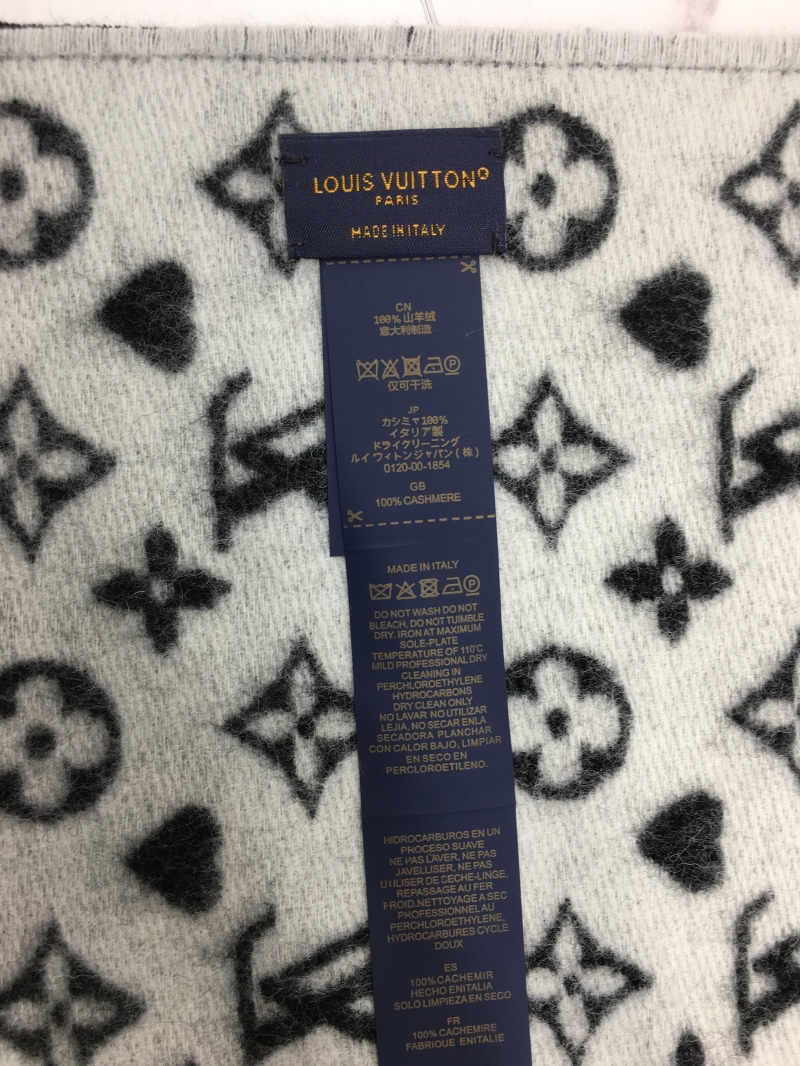 LOUIS VUITTON®
PARIS
MADE IN ITALY
CN
100% 山羊绒
意大利制造
P
仅可干洗
JP
カシミヤ100%
イタリア製
ドライクリーニング
ルイ ヴィトンジャパン (株)
0120-00-1854
GB
100% CASHMERE
MADE IN ITALY
P
DO NOT WASH DO NOT
BLEACH, DO NOT TUIMBLE
DRY. IRON AT MAXIMUM
SOLE-PLATE
TEMPERATURE OF 110'C
MILD PROFESSIONAL DRY
CLEANING IN
PERCHLOROETHYLENE
HYDROCARBONS
DRY CLEAN ONLY
NO LAVAR NO UTILIZAR
LEJIA, NO SECAR ENLA
SECADORA PLANCHAR
CON CALOR BAJO, LIMPIAR
EN SECO EN
PERCLOROETILENO.
HIDROCARBUROS EN UN
PROCESO SUAVE
NE PAS LAVER, NE PAS
JAVELLISER, NE PAS
UIILISER DE SECHE-LINGE.
REPASSAGE AU FER
FROID.NETTOYAGE A SEC
PROFESSIONNEL AU
PERCHLOROETHYLENE,
HYDROCARBURES CYCLE
DOUX
ES
100% CACHEMIR
HECHO ENITALIA
SOLO LIMPIEZA EN SECO
FR
100% CACHEMIRE
FABRIQUE ENITALIE